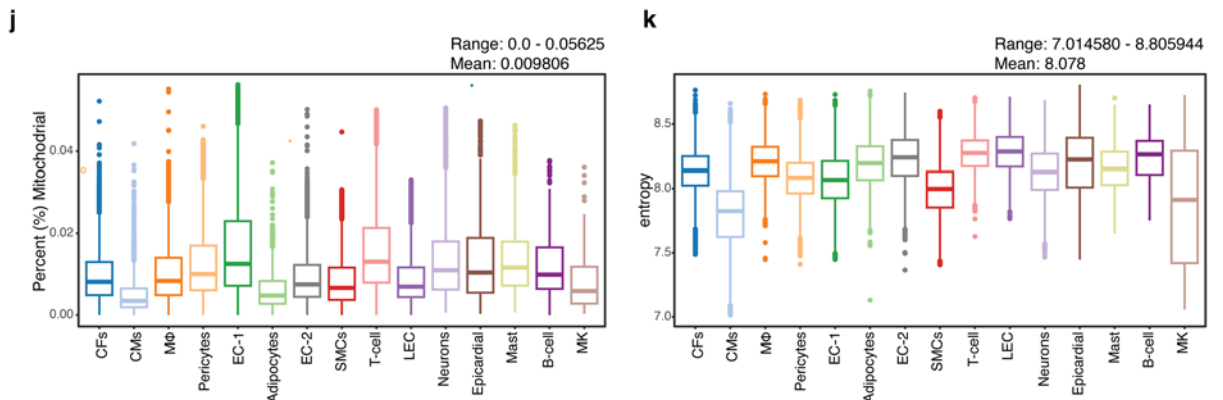 j
Range: 0.0 - 0.05625
Mean: 0.009806
Percent (%) Mitochodrial
0.04
0.02
0.00
CFs
CMs
MΦ
Pericytes
EC-1
Adipocytes
EC-2
SMCs
T-cell
LEC
Neurons
Epicardial
Mast
B-cell
MK
k
Range: 7.014580 - 8.805944
Mean: 8.078
entropy
8.5
8.0
7.5
7.0
CFs
CMs
MΦ
Pericytes
EC-1
Adipocytes
EC-2
SMCs
T-cell
LEC
Neurons
Epicardial
Mast
B-cell
MK